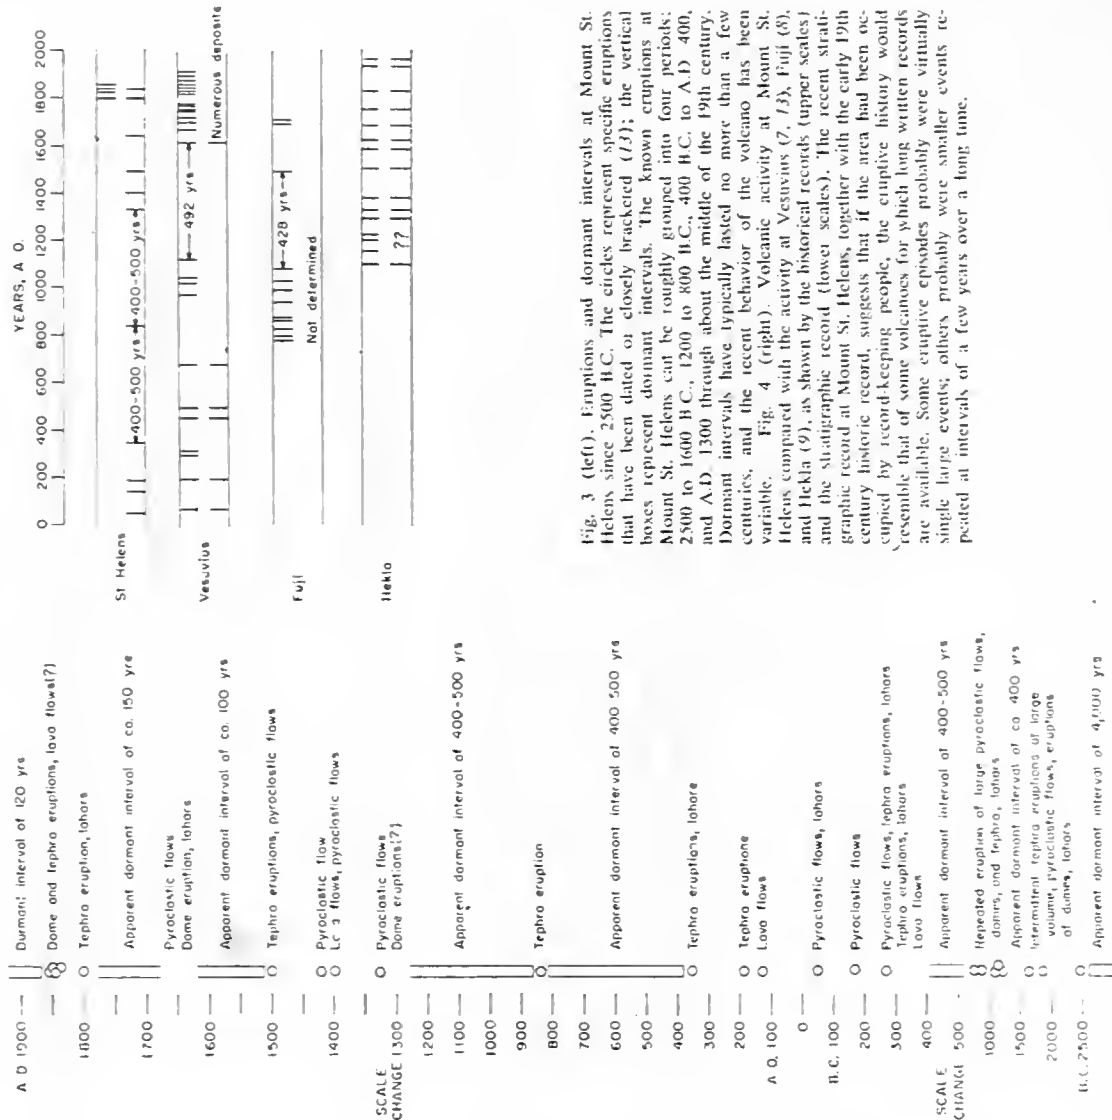 A D 1900
Dormant interval of 120 yrs
Dome and tephra eruptions, lava flows(?)
1800
Tephra eruption, lahars
Apparent dormant interval of ca. 150 yrs
1700
Pyroclastic flows
Dome eruption, lahars
1600
Apparent dormant interval of ca. 100 yrs
1500
Tephra eruptions, pyroclastic flows
1400
Pyroclastic flow
flows, pyroclastic flows
SCALE
CHANGE 1300
Pyroclastic flows
Dome eruptions(?)
1200
1100
Apparent dormant interval of 400-500 yrs
1000
900
800
Tephra eruption
700
600
Apparent dormant interval of 400 500 yrs
500
400
300
Tephra eruptions, lahars
200
Tephra eruptions
A D. 100
Lava flows
0
Pyroclastic flows, lahars
B.C. 100
200
Pyroclastic flows
300
Pyroclastic flows, tephra eruptions, lahars
Tephra eruptions, lahars
Lava flows
400
SCALE
CHANGE 500
Apparent dormant interval of 400-500 yrs
1000
Repeated eruption of large pyroclastic flows,
domes, and tephra, lahars
1500
Apparent dormant interval of ca 400 yrs
Intermittent tephra eruptions of large
volume, pyroclastic flows, eruptions
of domes, lahars
2000
B.C. 2500
Apparent dormant interval of 4,000 yrs
YEARS, A D.
0 200 400 600 800 1000 1200 1400 1600 1800 2000
St Helens
400-500 yrs 400-500 yrs
Vesuvius
492 yrs
Numerous deposits
Fuji
428 yrs
Not determined
Hekla
??
Fig. 3 (left). Eruptions and dormant intervals at Mount St.
Helens since 2500 B.C. The circles represent specific eruptions
that have been dated or closely bracketed (13); the vertical
boxes represent dormant intervals. The known eruptions at
Mount St. Helens can be roughly grouped into four periods:
2500 to 1600 B.C., 1200 to 800 B.C., 400 B.C. to A.D 400,
and A.D. 1300 through about the middle of the 19th century.
Dormant intervals have typically lasted no more than a few
centuries, and the recent behavior of the volcano has been
variable. Fig. 4 (right). Volcanic activity at Mount St.
Helens compared with the activity at Vesuvius (7, 13), Fuji (8),
and Hekla (9), as shown by the historical records (upper scales)
and the stratigraphic record (lower scales). The recent strati-
graphic record at Mount St. Helens, together with the early 19th
century historic record, suggests that if the area had been oc-
cupied by record-keeping people, the eruptive history would
resemble that of some volcanoes for which long written records
are available. Some eruptive episodes probably were virtually
single large events; others probably were smaller events re-
peated at intervals of a few years over a long time.